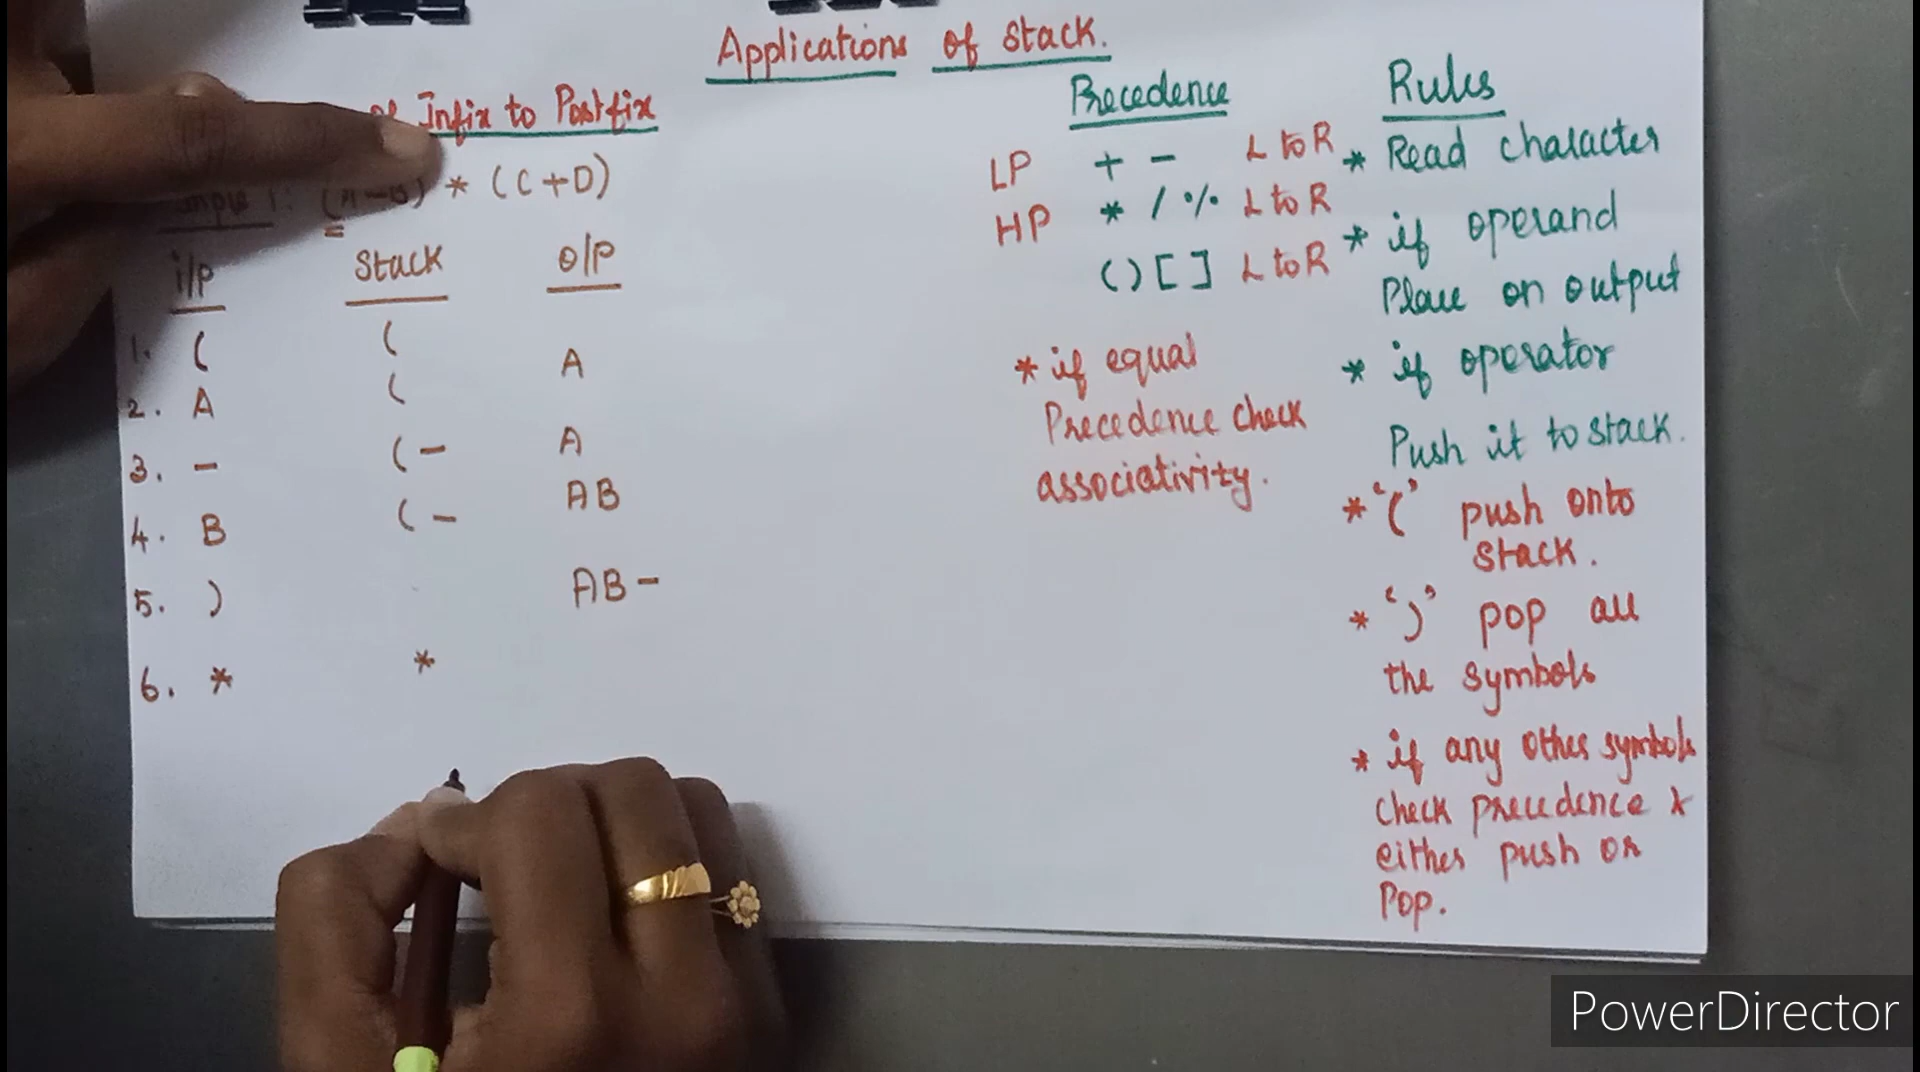 Applications of Stack.
of Infix to Postfix
* (C+D)
i/p Stack O/P
1. ( (
2. A ( A
3. - (- A
4. B (- AB
5. ) AB-
6. * *
Precedence
LP + - L to R
HP * / % L to R
( ) [ ] L to R
* if equal
Precedence check
associativity.
Rules
* Read character
* if operand
Place on output
* if operator
Push it to stack.
* '(' push onto
stack.
* ')' pop all
the symbols
* if any other symbols
check precedence &
either push or
Pop.
PowerDirector